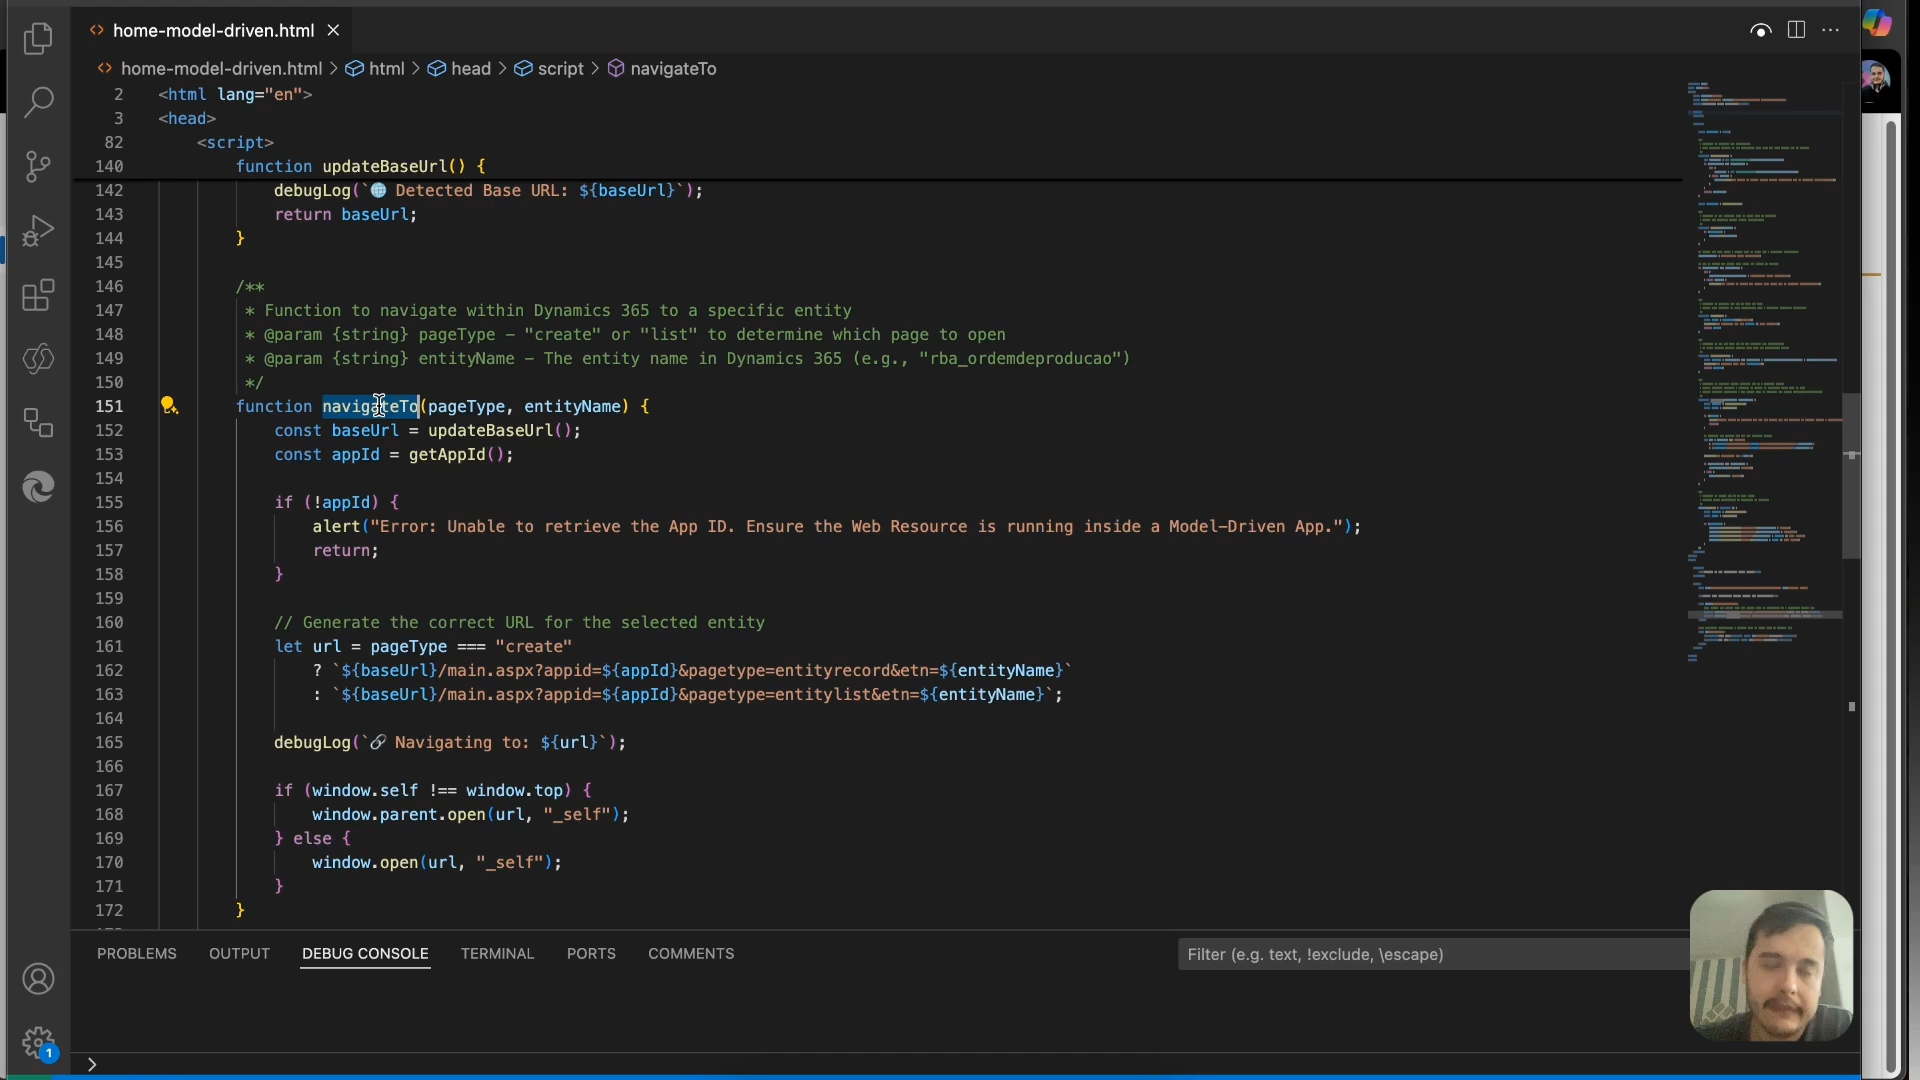 home-model-driven.html
home-model-driven.html > html > head > script > navigateTo
2 <html lang="en">
3 <head>
82 <script>
140 function updateBaseUrl() {
142 debugLog(`🌐 Detected Base URL: ${baseUrl}`);
143 return baseUrl;
144 }
145
146 /**
147 * Function to navigate within Dynamics 365 to a specific entity
148 * @param {string} pageType - "create" or "list" to determine which page to open
149 * @param {string} entityName - The entity name in Dynamics 365 (e.g., "rba_ordemdeproducao")
150 */
151 function navigateTo(pageType, entityName) {
152 const baseUrl = updateBaseUrl();
153 const appId = getAppId();
154
155 if (!appId) {
156 alert("Error: Unable to retrieve the App ID. Ensure the Web Resource is running inside a Model-Driven App.");
157 return;
158 }
159
160 // Generate the correct URL for the selected entity
161 let url = pageType === "create"
162 ? `${baseUrl}/main.aspx?appid=${appId}&pagetype=entityrecord&etn=${entityName}`
163 : `${baseUrl}/main.aspx?appid=${appId}&pagetype=entitylist&etn=${entityName}`;
164
165 debugLog(`🔗 Navigating to: ${url}`);
166
167 if (window.self !== window.top) {
168 window.parent.open(url, "_self");
169 } else {
170 window.open(url, "_self");
171 }
172 }
PROBLEMS OUTPUT DEBUG CONSOLE TERMINAL PORTS COMMENTS
Filter (e.g. text, !exclude, \escape)
1